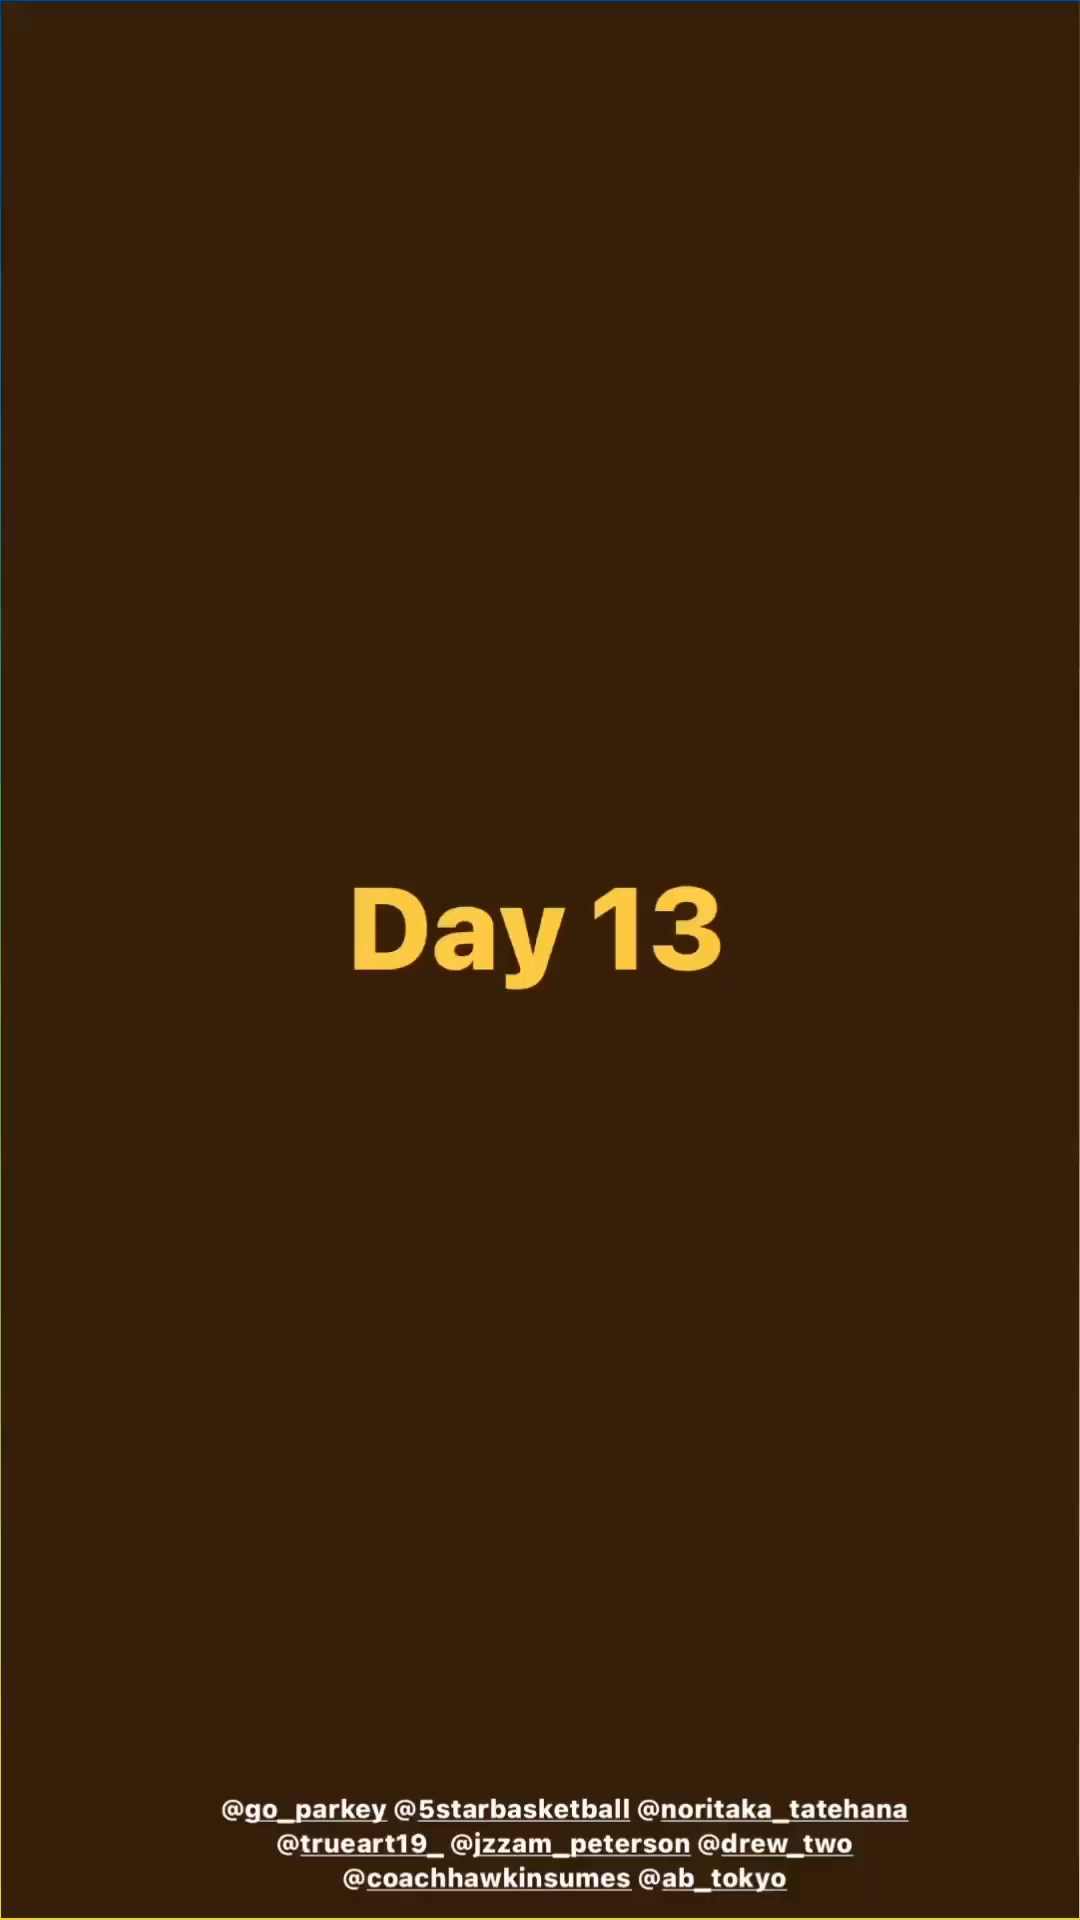 Day 13
@go_parkey @5starbasketball @noritaka_tatehana
@trueart19_ @jzzam_peterson @drew_two
@coachhawkinsumes @ab_tokyo